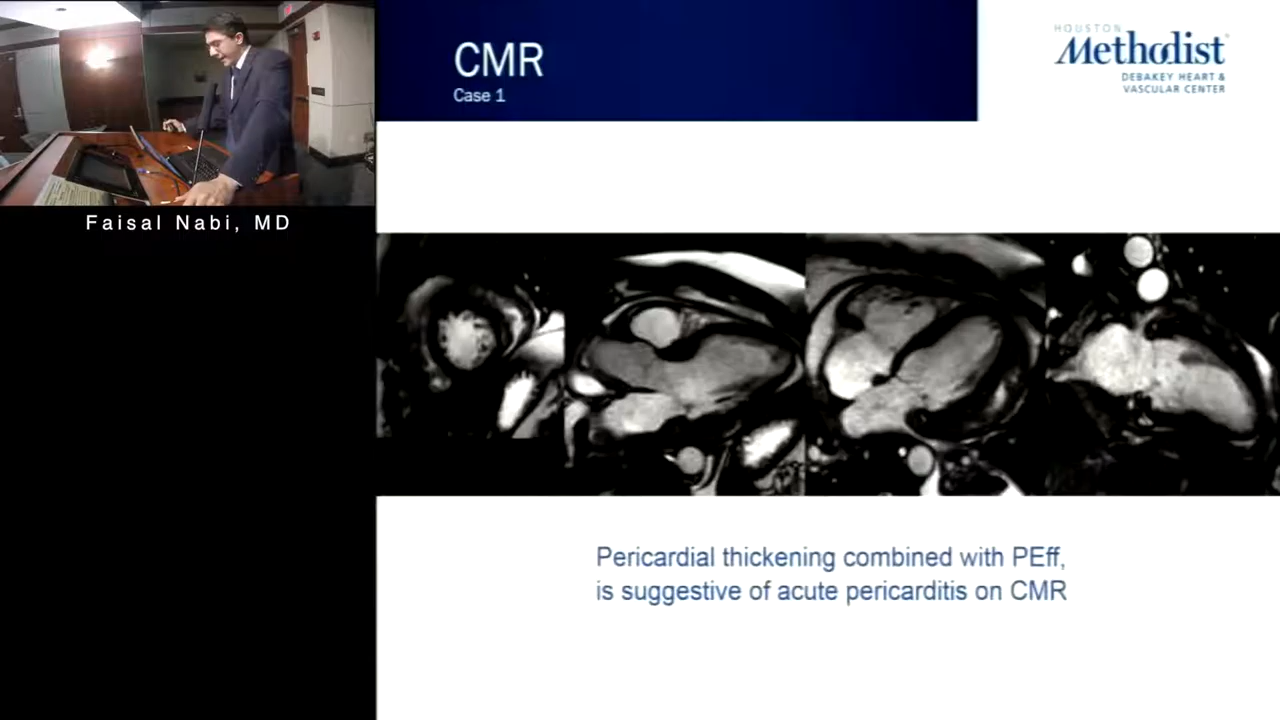 CMR
Case 1
HOUSTON
Methodist
DEBAKEY HEART &
VASCULAR CENTER
Faisal Nabi, MD
Pericardial thickening combined with PEff,
is suggestive of acute pericarditis on CMR